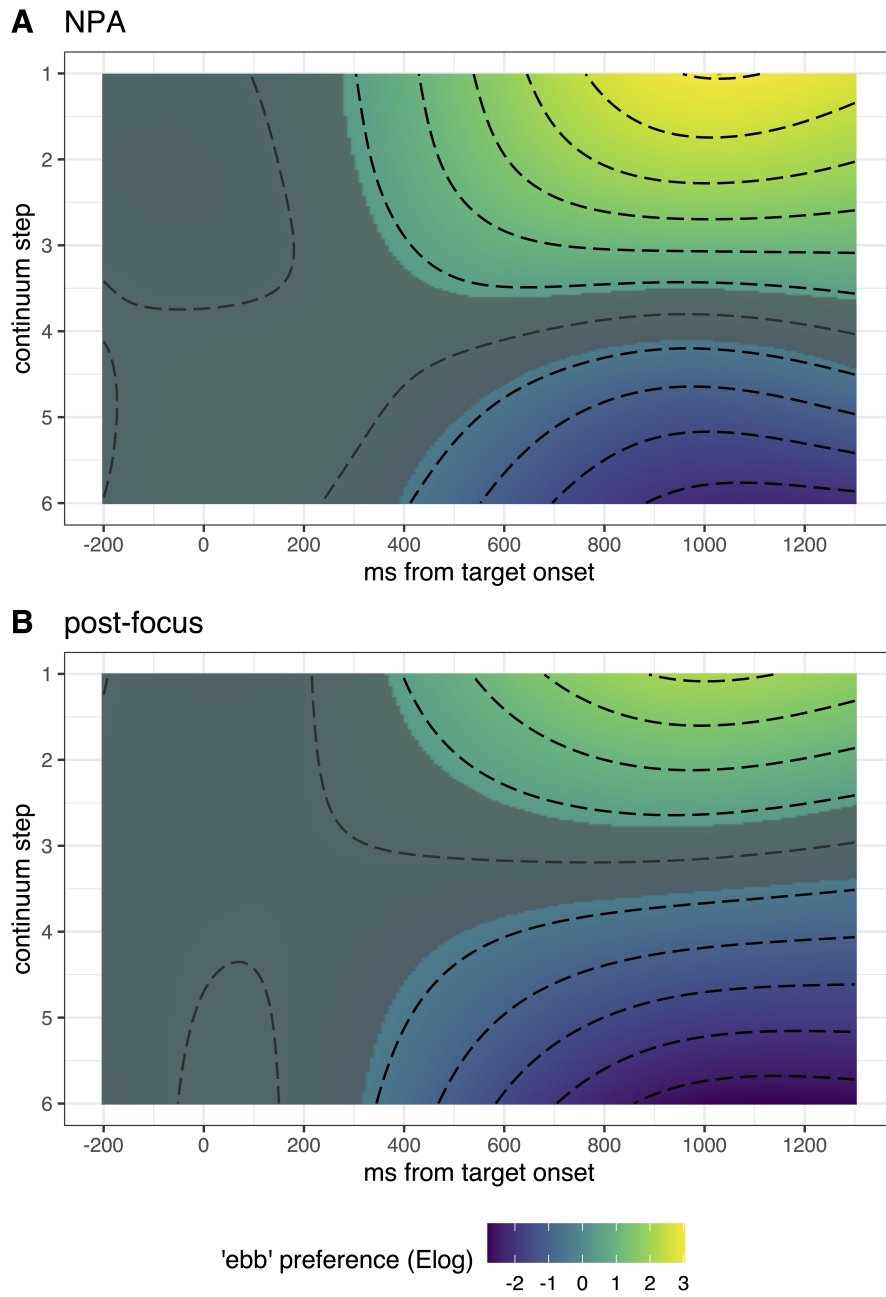 A NPA
1
2
3
4
5
6
continuum step
-200 0 200 400 600 800 1000 1200
ms from target onset
B post-focus
1
2
3
4
5
6
continuum step
-200 0 200 400 600 800 1000 1200
ms from target onset
'ebb' preference (Elog)
-2 -1 0 1 2 3